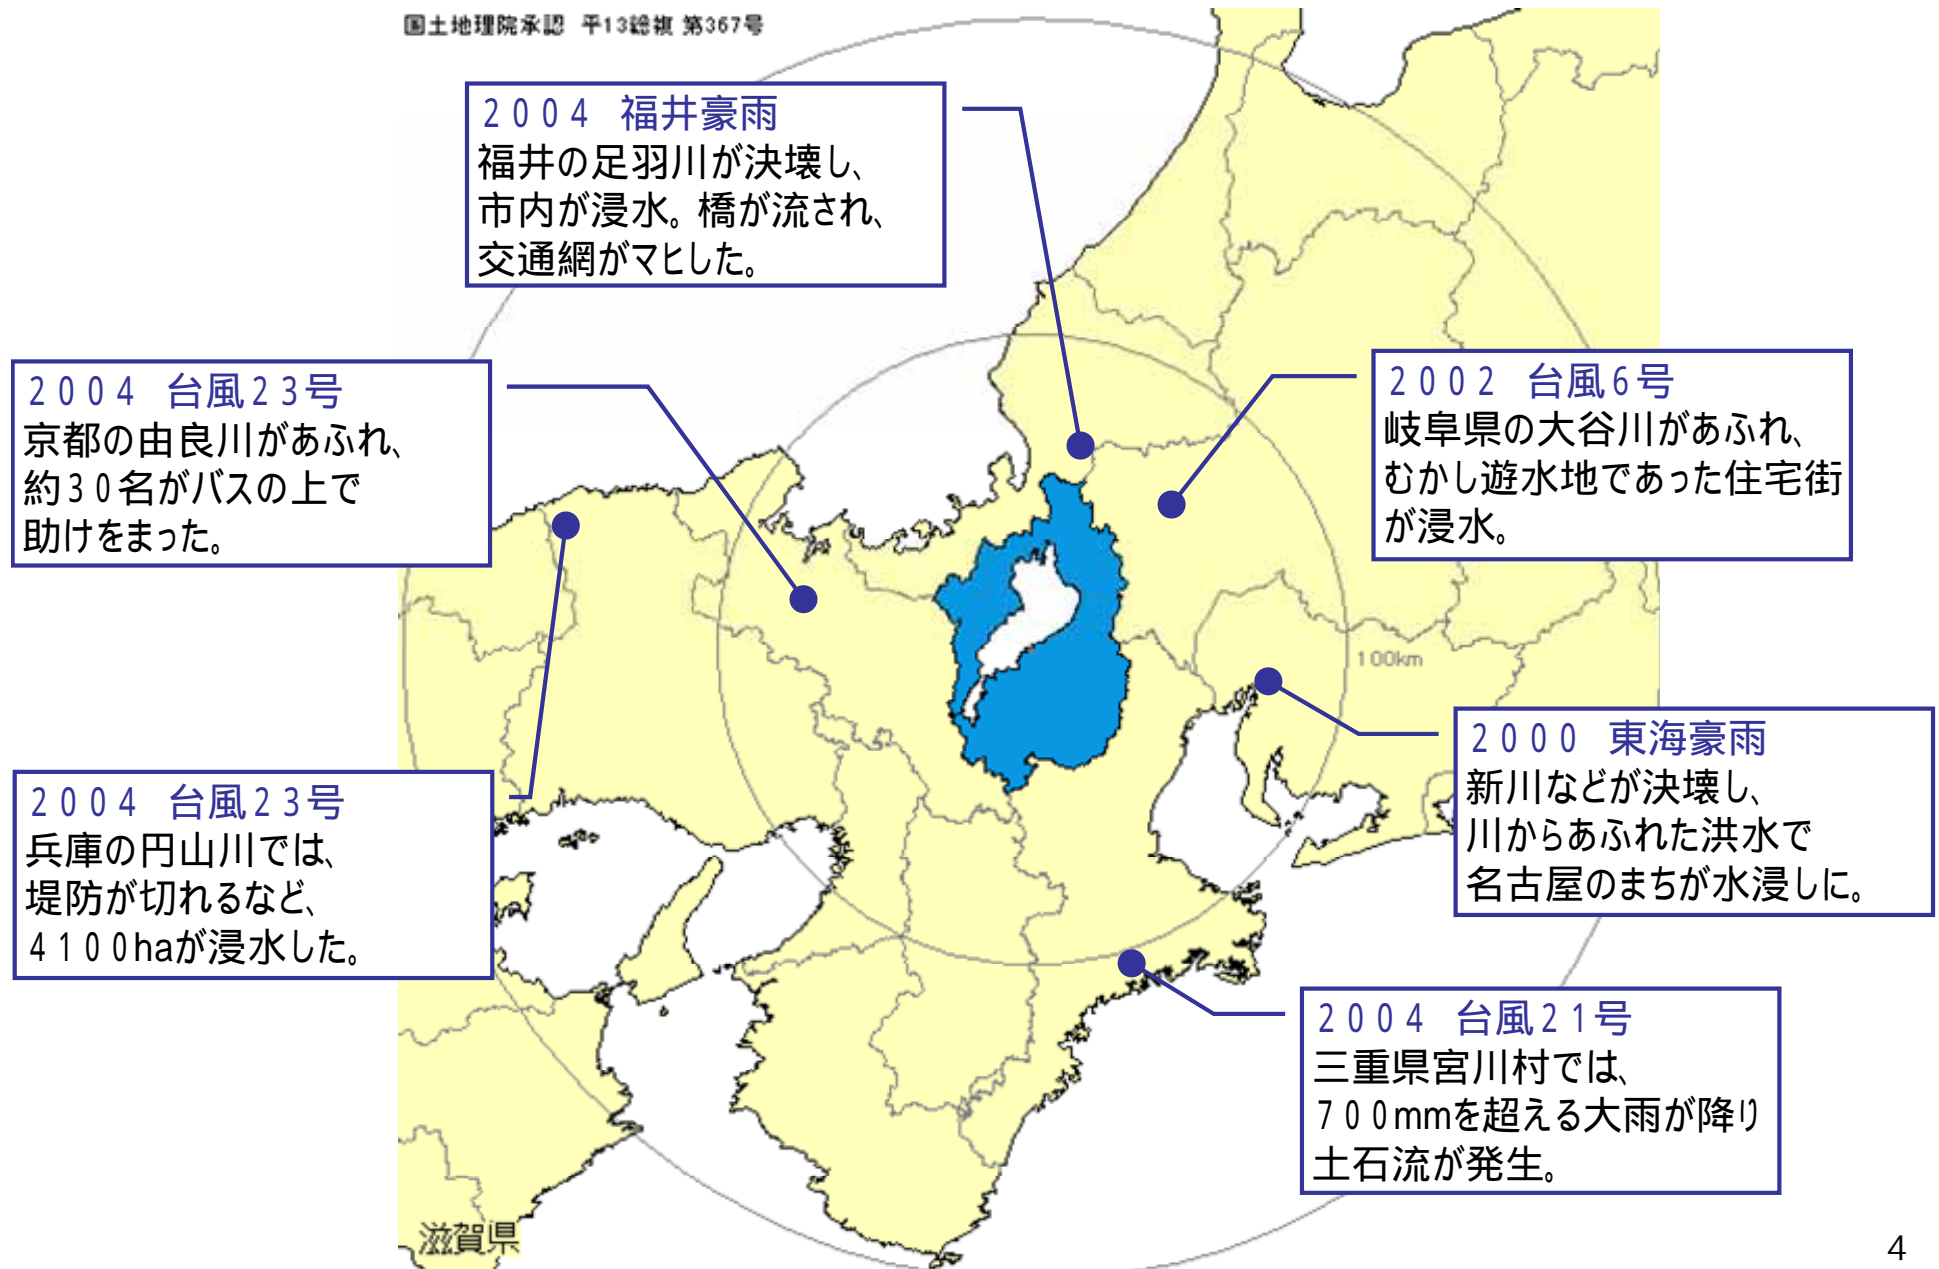 国土地理院承認 平13総複 第367号
2004 福井豪雨
福井の足羽川が決壊し、
市内が浸水。橋が流され、
交通網がマヒした。
2004 台風23号
京都の由良川があふれ、
約30名がバスの上で
助けをまった。
2002 台風6号
岐阜県の大谷川があふれ、
むかし遊水地であった住宅街
が浸水。
100km
2000 東海豪雨
新川などが決壊し、
川からあふれた洪水で
名古屋のまちが水浸しに。
2004 台風23号
兵庫の円山川では、
堤防が切れるなど、
4100haが浸水した。
2004 台風21号
三重県宮川村では、
700mmを超える大雨が降り
土石流が発生。
滋賀県
4